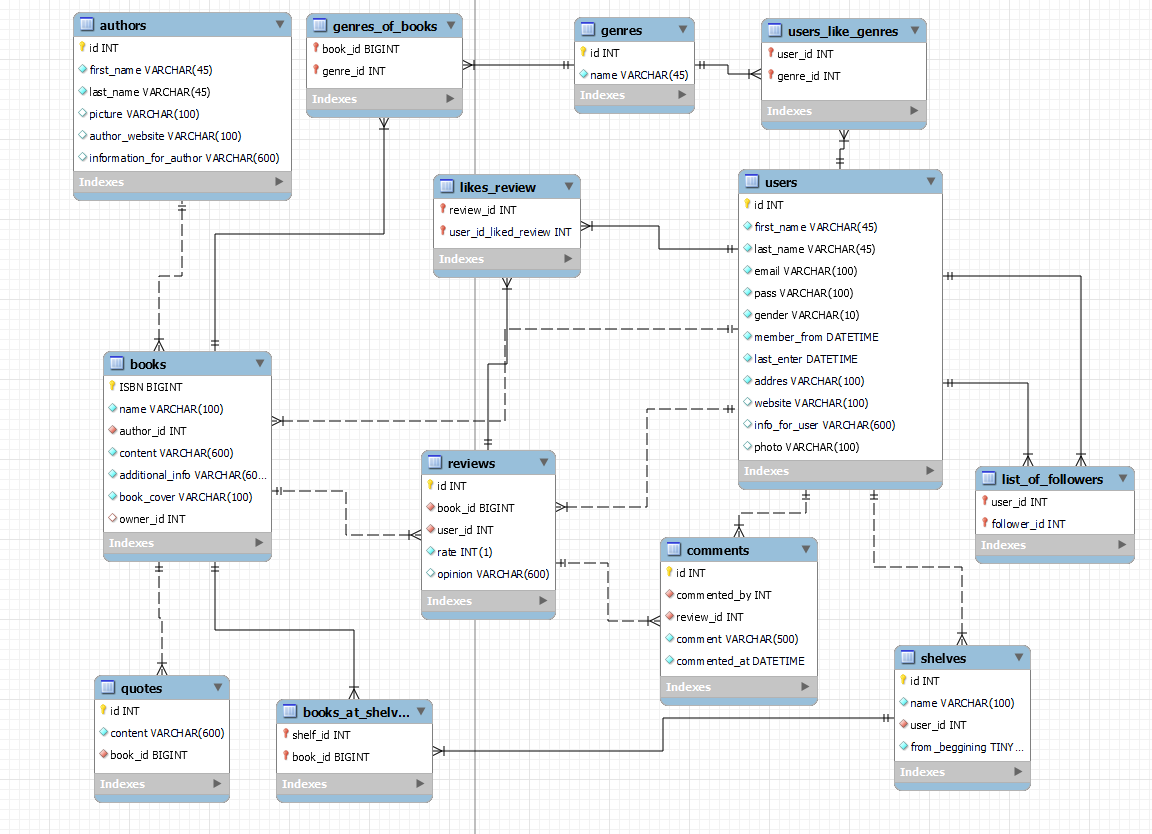 authors
id INT
first_name VARCHAR(45)
last_name VARCHAR(45)
picture VARCHAR(100)
author_website VARCHAR(100)
information_for_author VARCHAR(600)
Indexes
genres_of_books
book_id BIGINT
genre_id INT
Indexes
genres
id INT
name VARCHAR(45)
Indexes
users_like_genres
user_id INT
genre_id INT
Indexes
likes_review
review_id INT
user_id_liked_review INT
Indexes
users
id INT
first_name VARCHAR(45)
last_name VARCHAR(45)
email VARCHAR(100)
pass VARCHAR(100)
gender VARCHAR(10)
member_from DATETIME
last_enter DATETIME
addres VARCHAR(100)
website VARCHAR(100)
info_for_user VARCHAR(600)
photo VARCHAR(100)
Indexes
books
ISBN BIGINT
name VARCHAR(100)
author_id INT
content VARCHAR(600)
additional_info VARCHAR(60...
book_cover VARCHAR(100)
owner_id INT
Indexes
reviews
id INT
book_id BIGINT
user_id INT
rate INT(1)
opinion VARCHAR(600)
Indexes
list_of_followers
user_id INT
follower_id INT
Indexes
comments
id INT
commented_by INT
review_id INT
comment VARCHAR(500)
commented_at DATETIME
Indexes
shelves
id INT
name VARCHAR(100)
user_id INT
from_beggining TINY...
Indexes
quotes
id INT
content VARCHAR(600)
book_id BIGINT
Indexes
books_at_shelv...
shelf_id INT
book_id BIGINT
Indexes